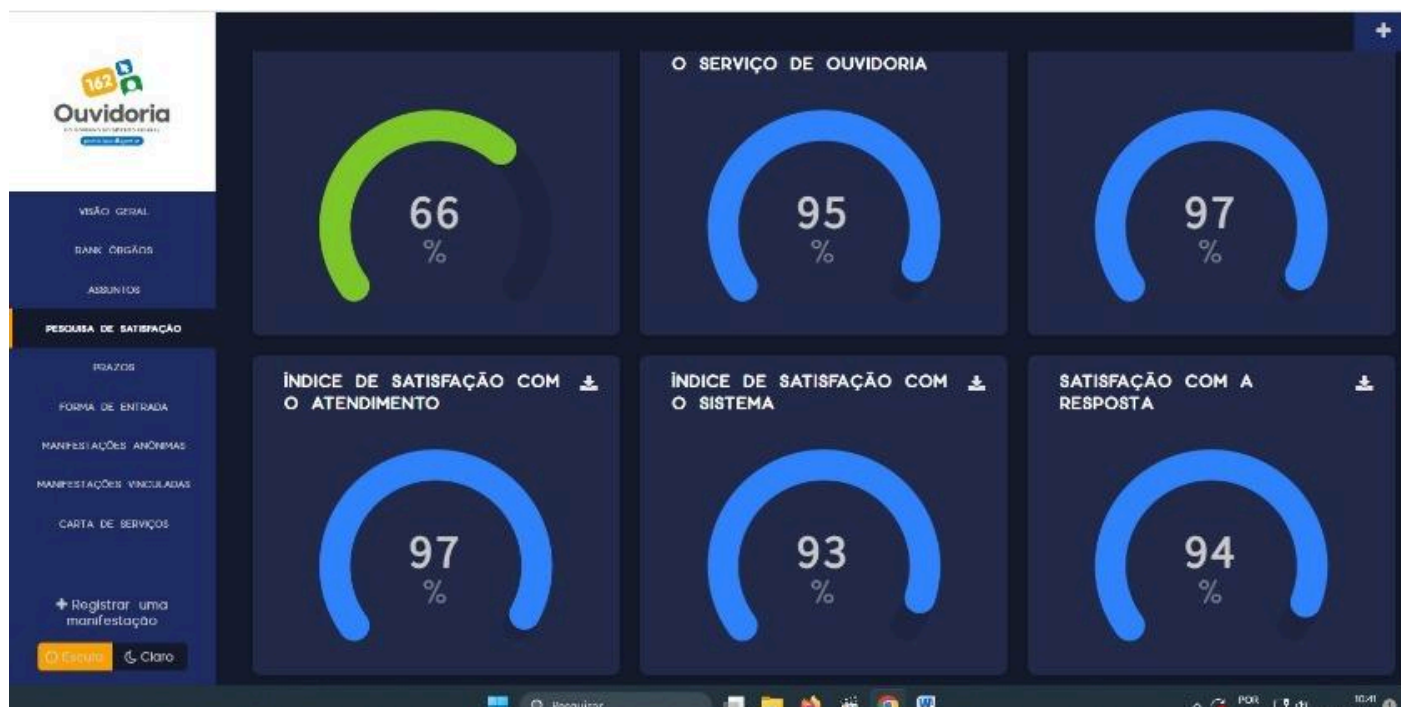 162
Ouvidoria
VISÃO GERAL
RANK ÓRGÃOS
ASSUNTOS
PESQUISA DE SATISFAÇÃO
PRAZOS
FORMA DE ENTRADA
MANIFESTAÇÕES ANÔNIMAS
MANIFESTAÇÕES VINCULADAS
CARTA DE SERVIÇOS
+ Registrar uma
manifestação
Escuro
Claro
+
66
%
O SERVIÇO DE OUVIDORIA
95
%
97
%
ÍNDICE DE SATISFAÇÃO COM
O ATENDIMENTO
97
%
ÍNDICE DE SATISFAÇÃO COM
O SISTEMA
93
%
SATISFAÇÃO COM A
RESPOSTA
94
%
Pesquisar
POR
10:41